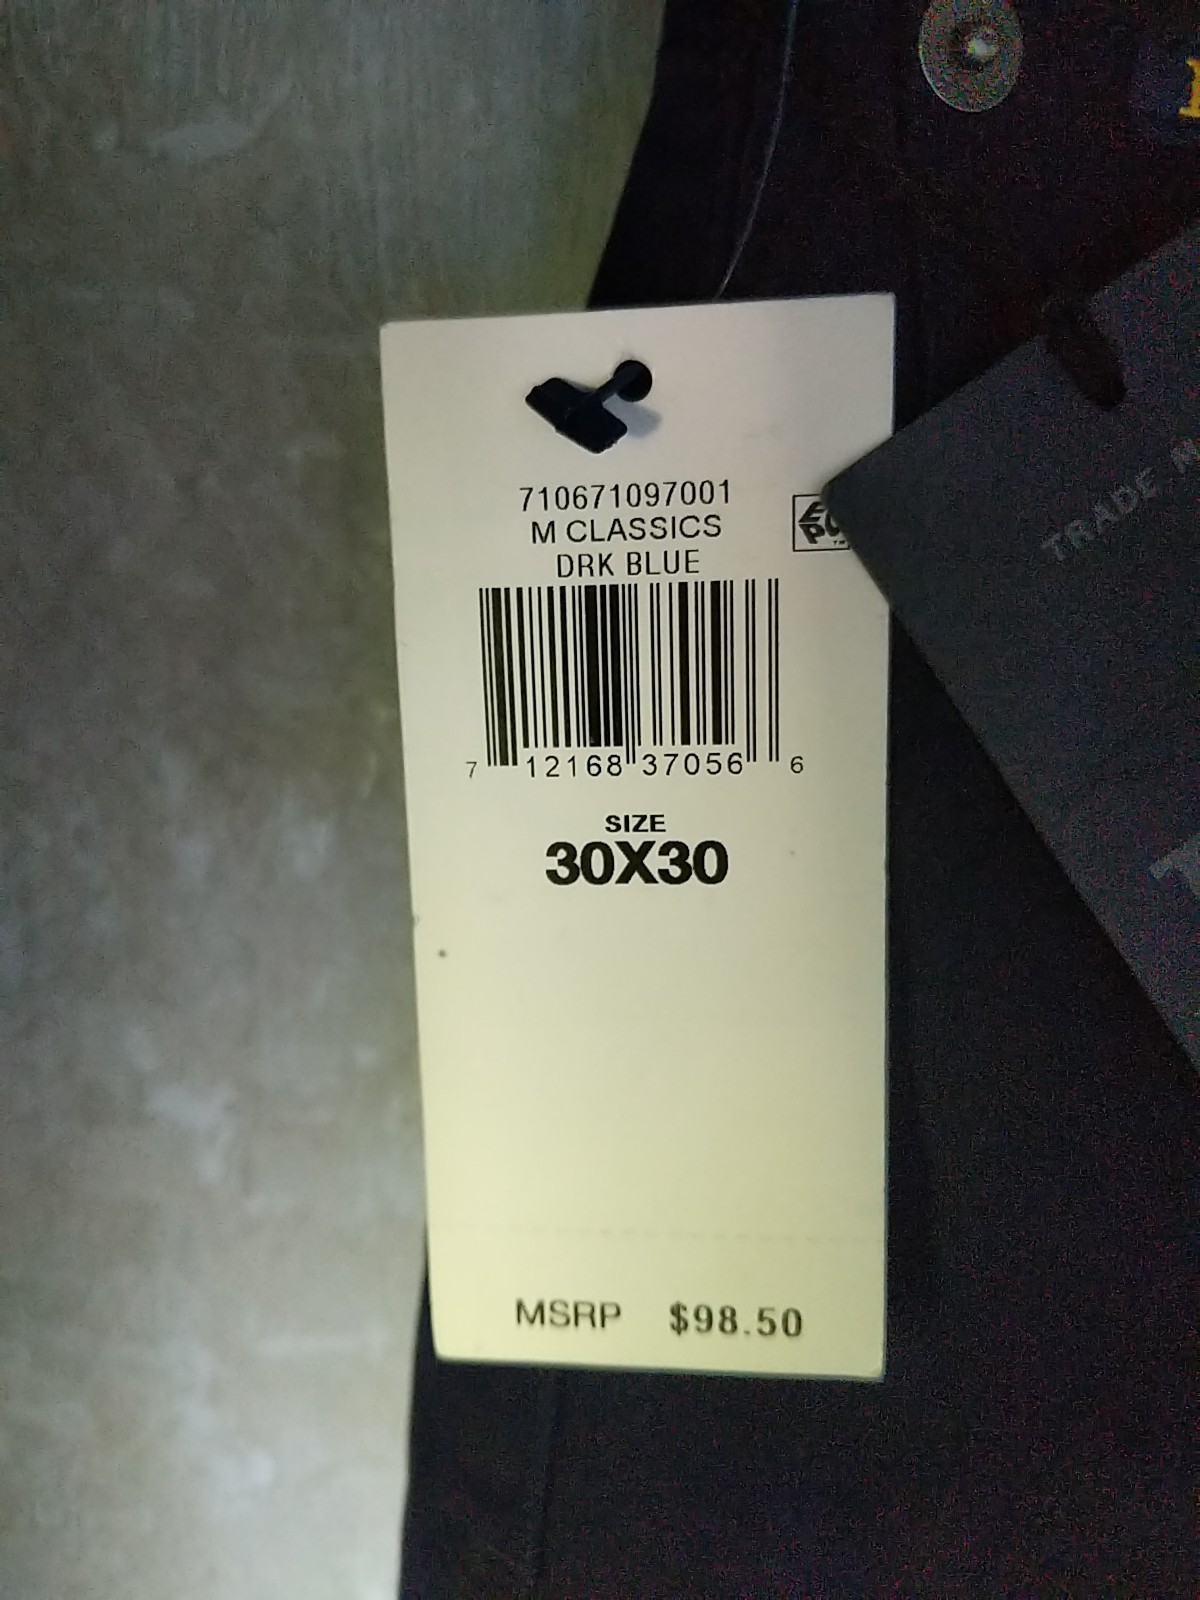 710671097001
M CLASSICS
DRK BLUE
7 12168 37056 6
SIZE
30X30
MSRP $98.50
TRADE